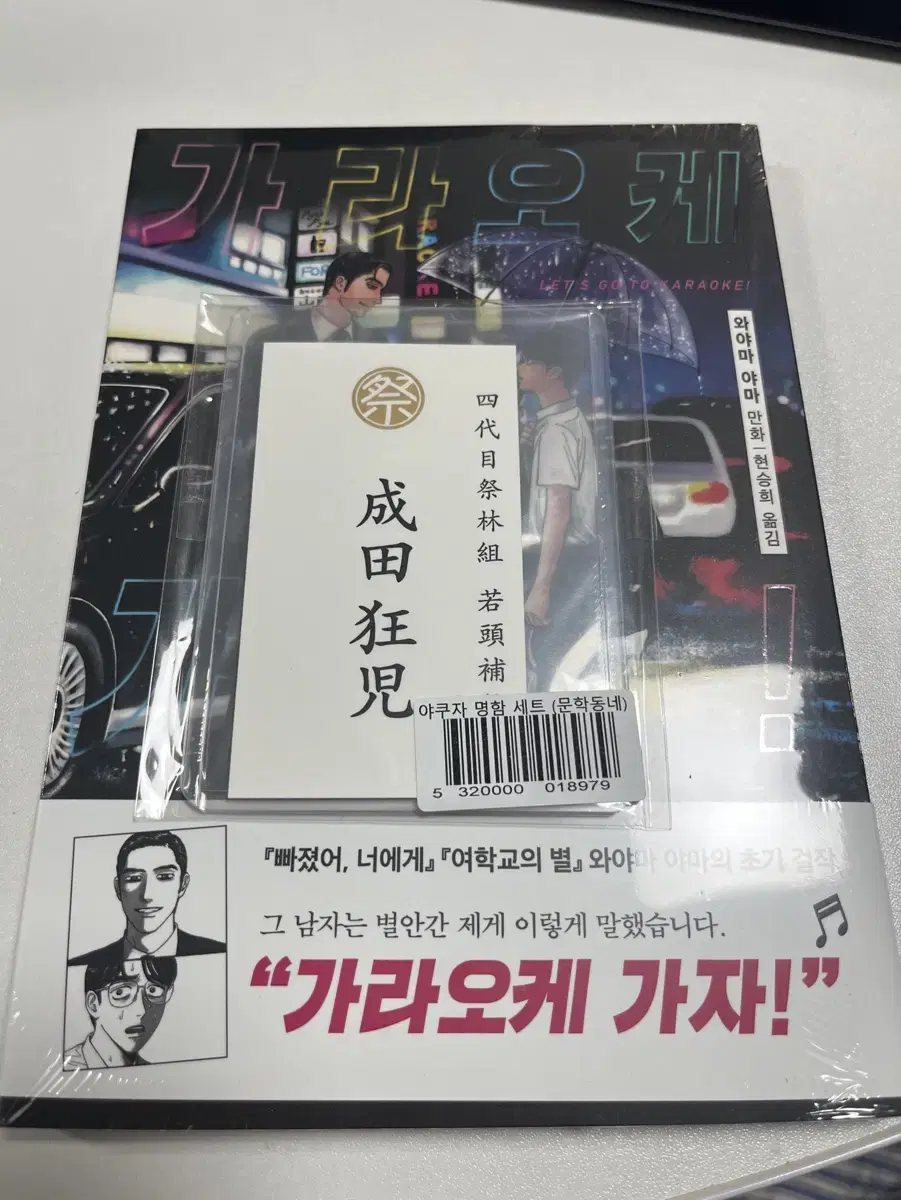 가라오케
LET'S GO TO KARAOKE!
와야마 야마 만화 | 현승희 옮김
FOR
祭
四代目祭林組 若頭補
成田狂児
야쿠자 명함 세트 (문학동네)
5 320000 018979
『빠졌어, 너에게』 『여학교의 별』 와야마 야마의 초기 걸작
그 남자는 별안간 제게 이렇게 말했습니다.
“가라오케 가자!”